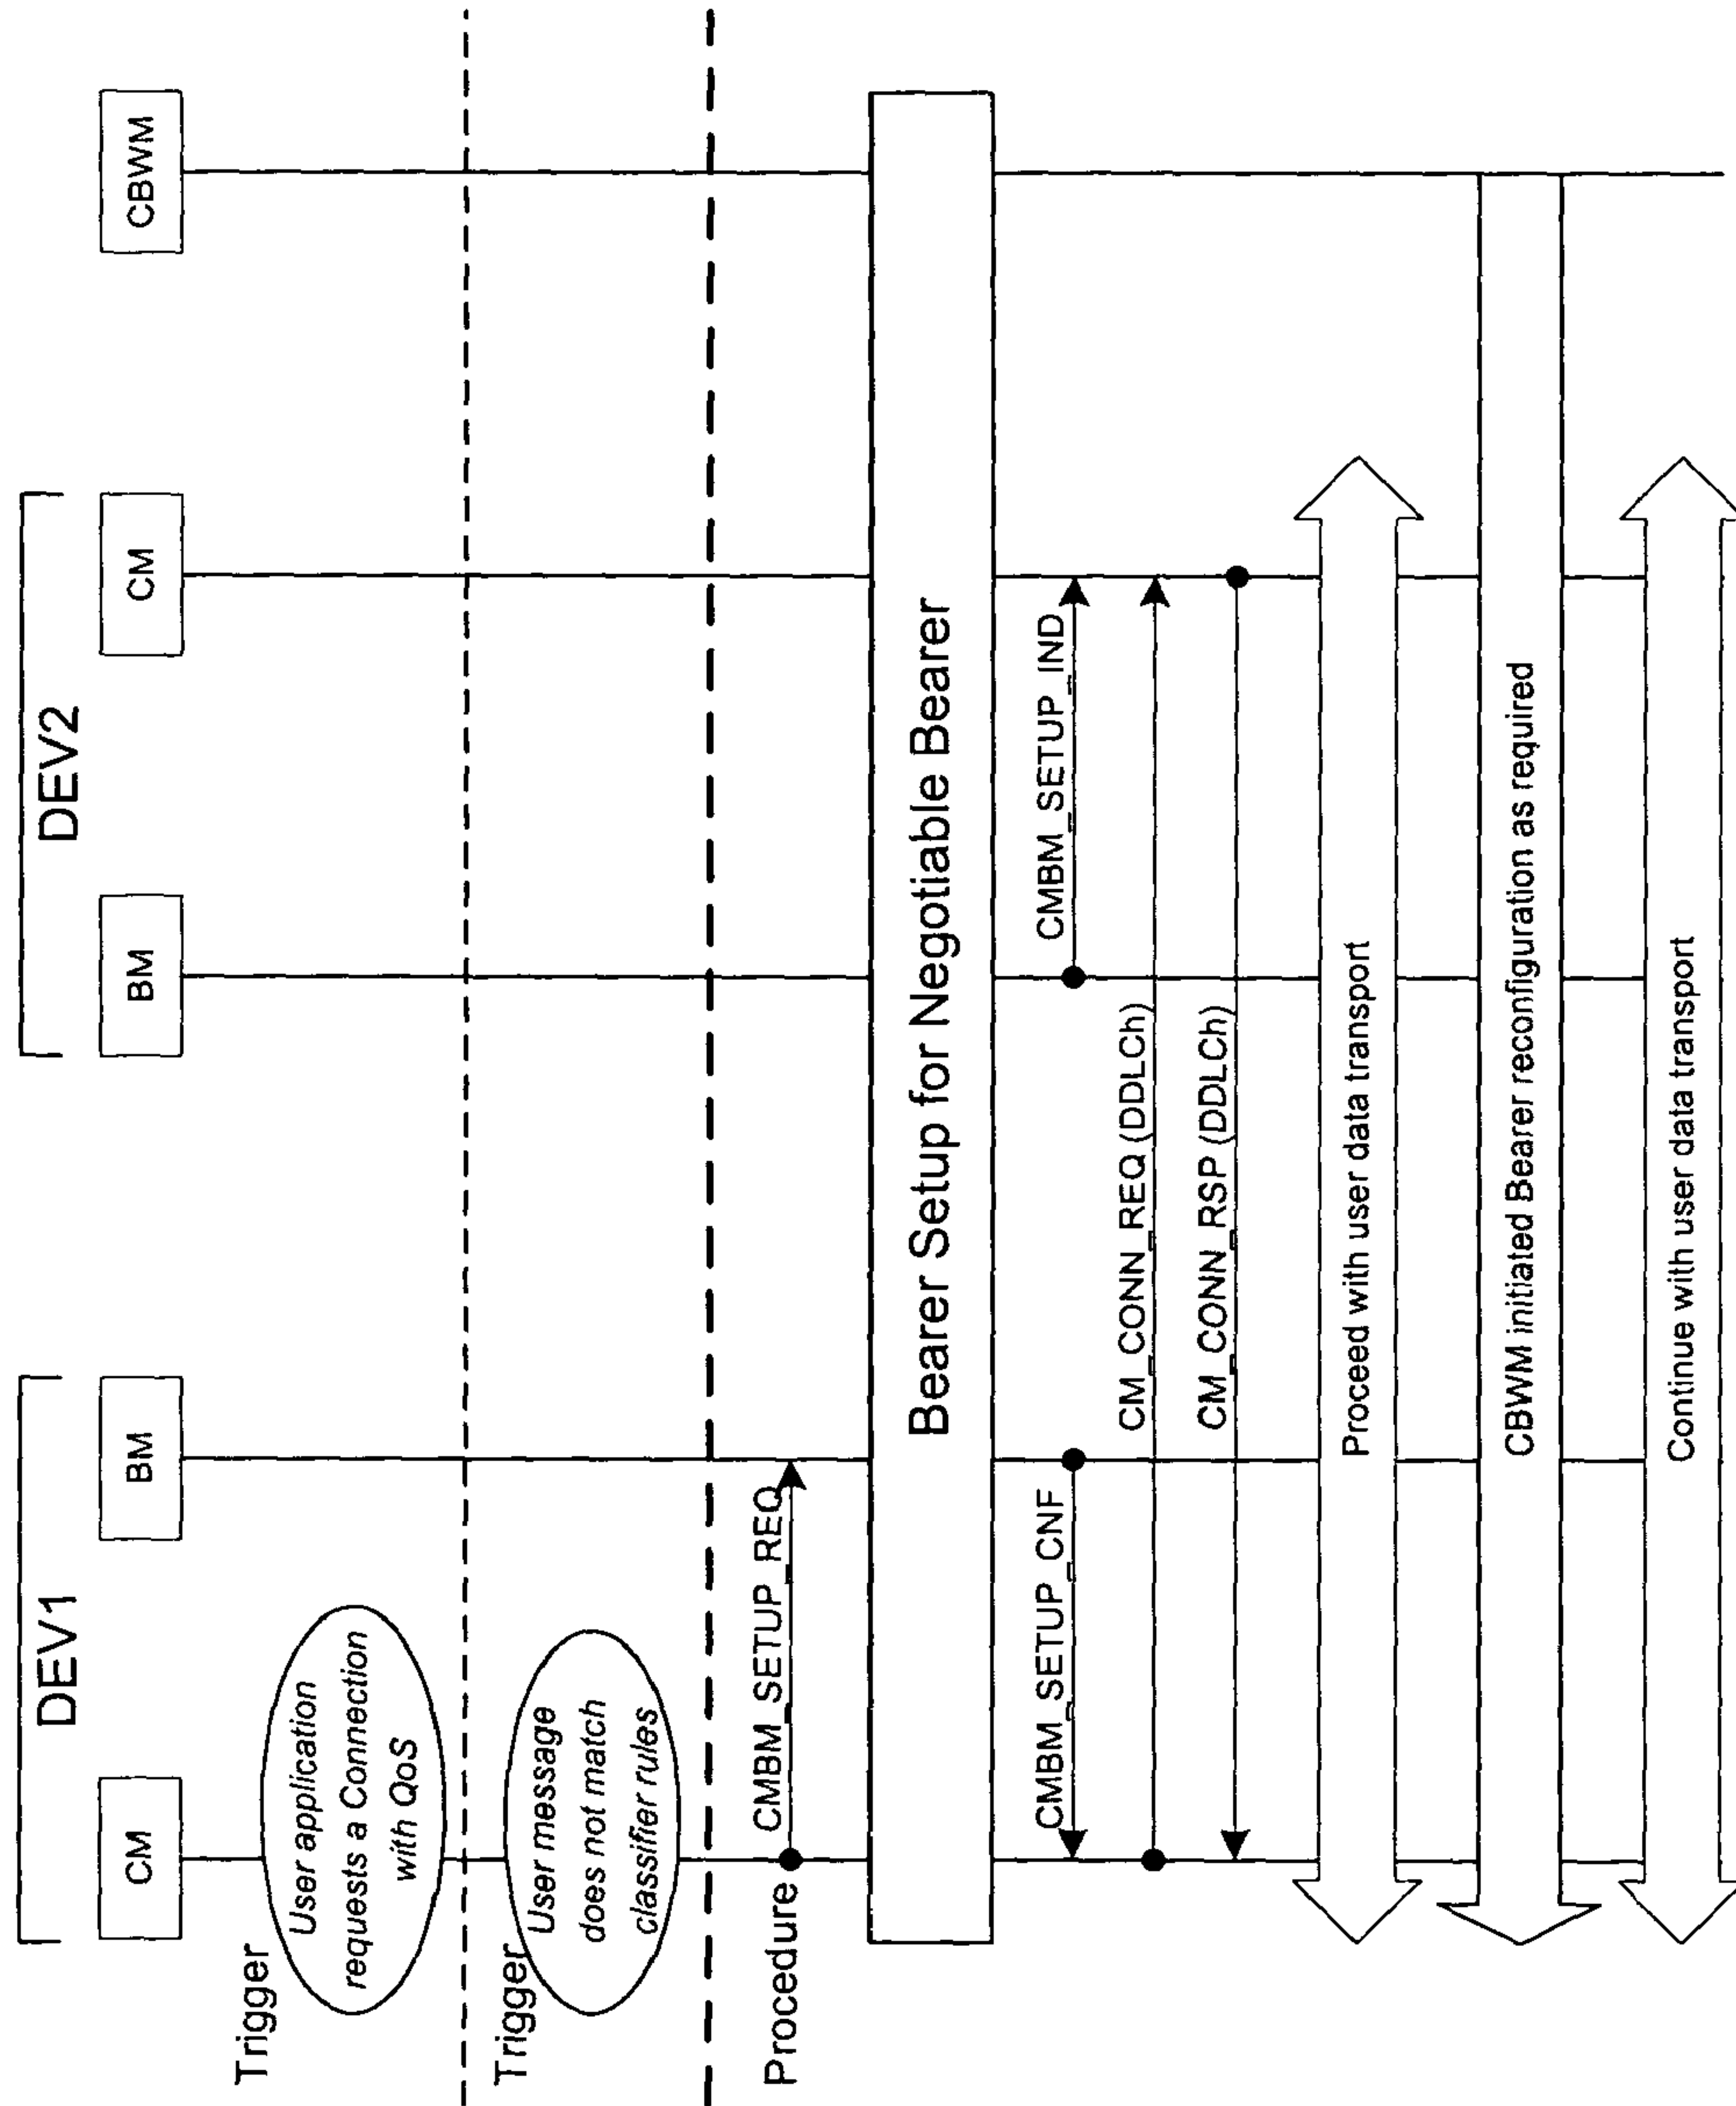 DEV1
DEV2
CM
BM
BM
CM
CBWM
Trigger
User application
requests a Connection
with QoS
Trigger
User message
does not match
classifier rules
Procedure
CMBM_SETUP_REQ
Bearer Setup for Negotiable Bearer
CMBM_SETUP_CNF
CMBM_SETUP_IND
CM_CONN_REQ (DDLCh)
CM_CONN_RSP (DDLCh)
Proceed with user data transport
CBWM initiated Bearer reconfiguration as required
Continue with user data transport